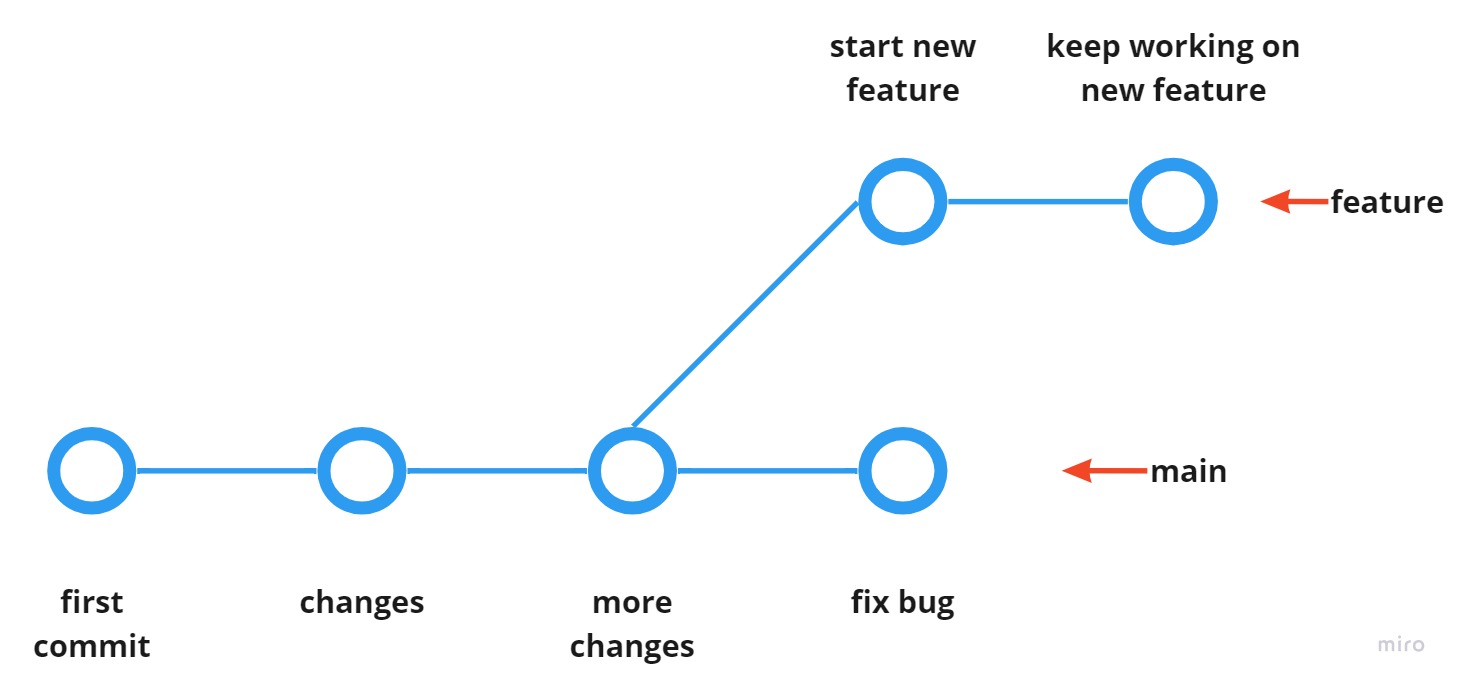 start new
feature
keep working on
new feature
feature
main
first
commit
changes
more
changes
fix bug
miro